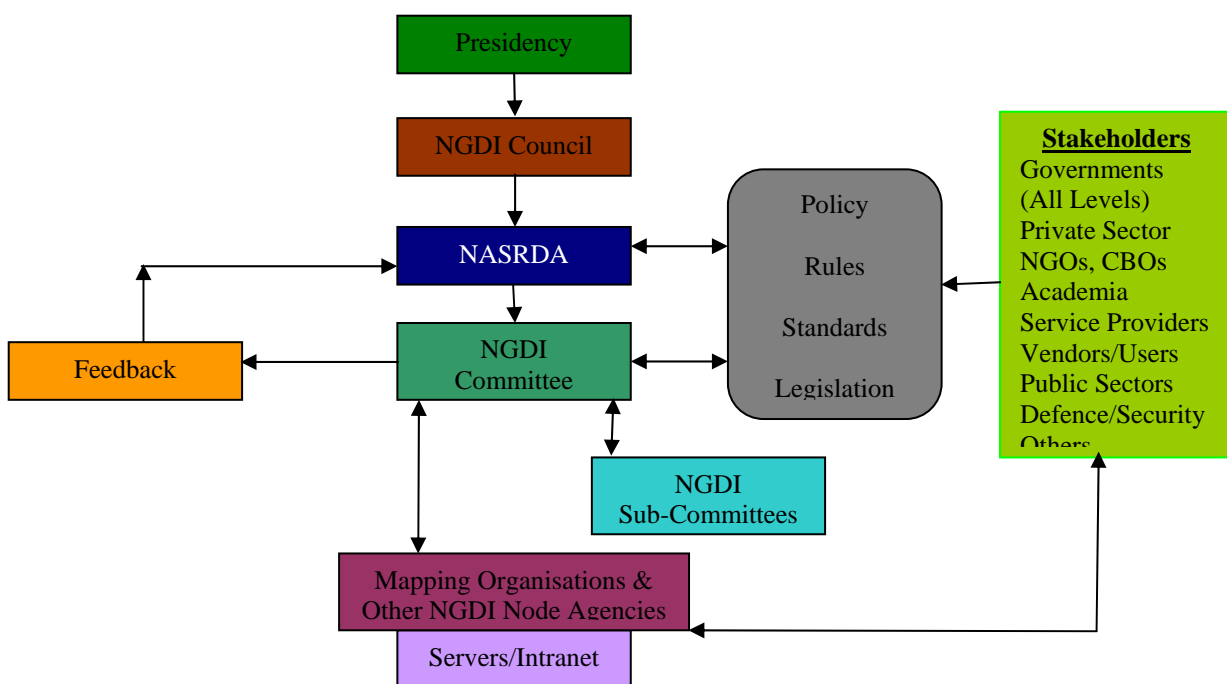 Presidency
NGDI Council
NASRDA
NGDI
Committee
Feedback
NGDI
Sub-Committees
Mapping Organisations &
Other NGDI Node Agencies
Servers/Intranet
Policy
Rules
Standards
Legislation
Stakeholders
Governments
(All Levels)
Private Sector
NGOs, CBOs
Academia
Service Providers
Vendors/Users
Public Sectors
Defence/Security
Others